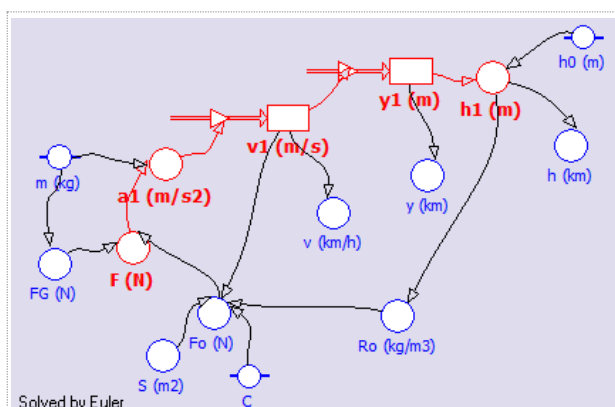 h0 (m)
y1 (m)
h1 (m)
v1 (m/s)
h (km)
m (kg)
a1 (m/s2)
y (km)
v (km/h)
FG (N)
F (N)
Fo (N)
Ro (kg/m3)
S (m2)
C
Solved by Euler